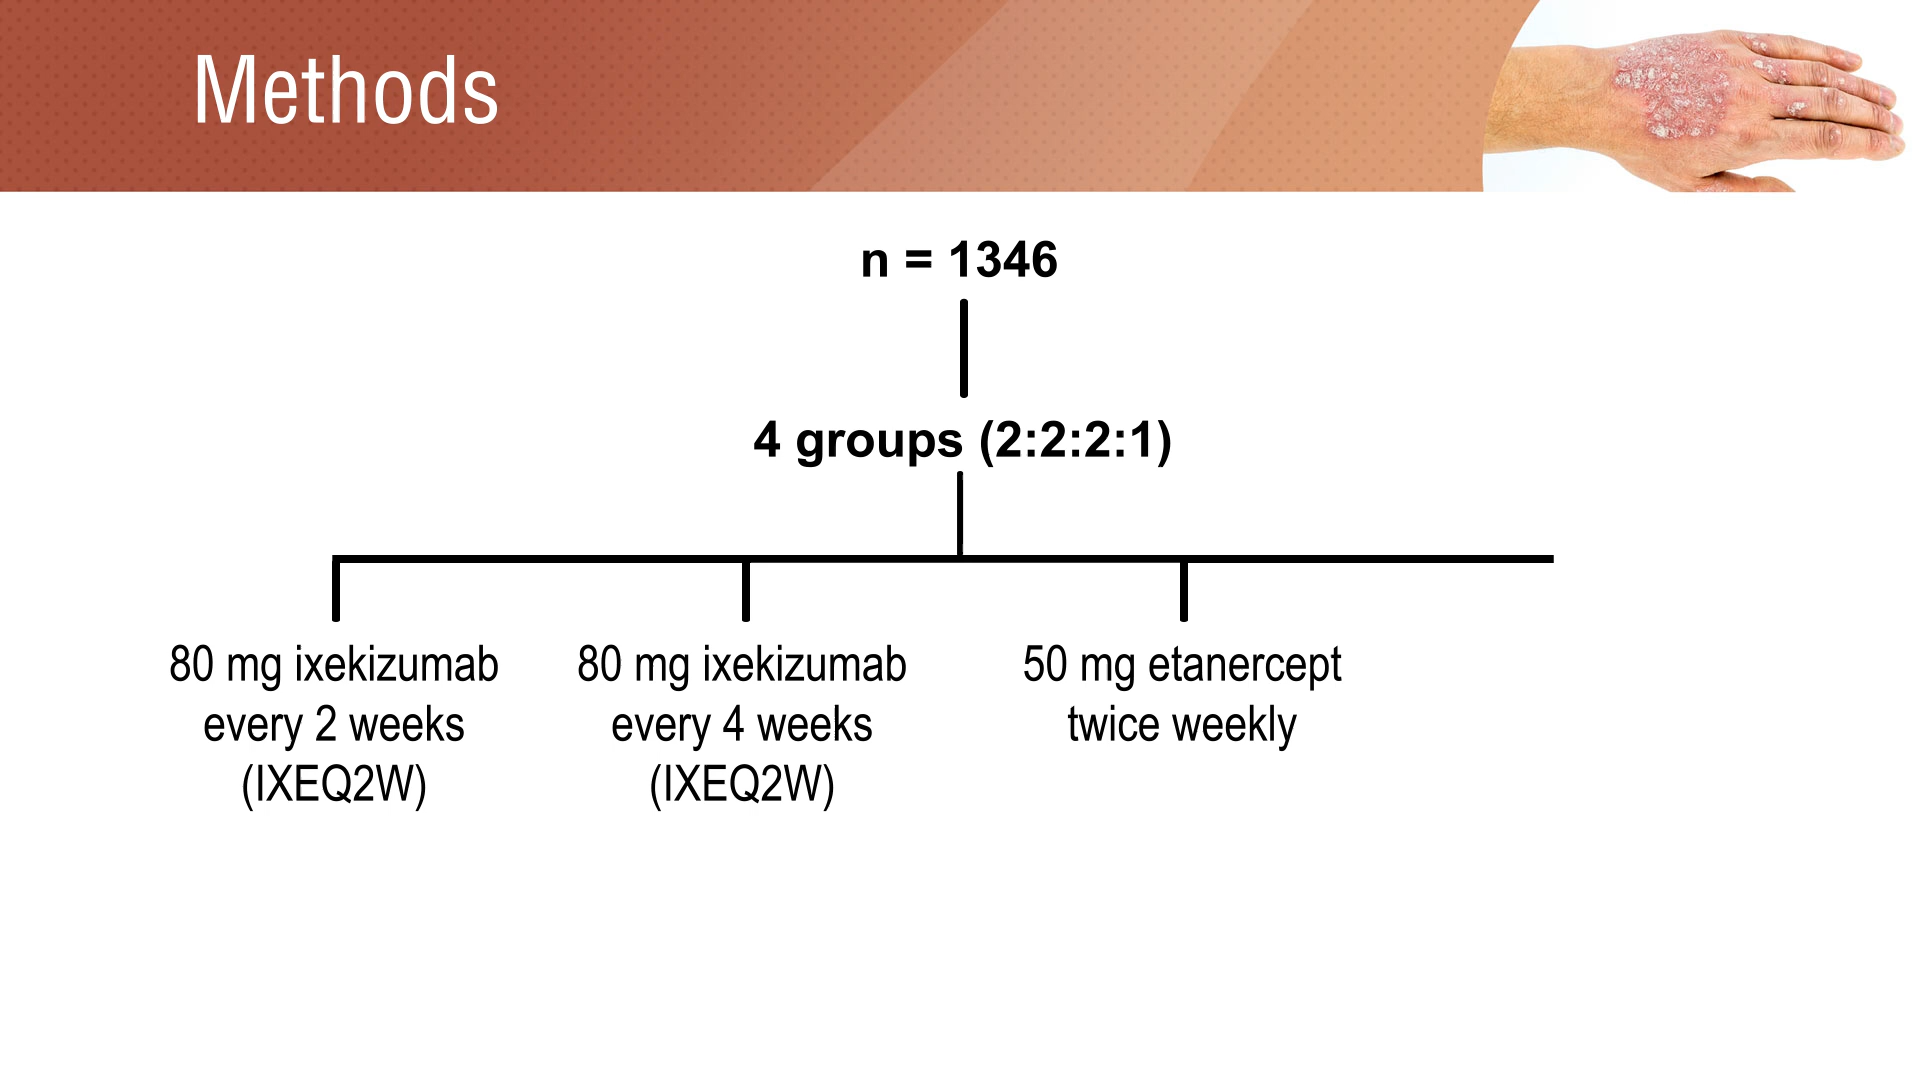 Methods
n = 1346
4 groups (2:2:2:1)
80 mg ixekizumab
every 2 weeks
(IXEQ2W)
80 mg ixekizumab
every 4 weeks
(IXEQ2W)
50 mg etanercept
twice weekly